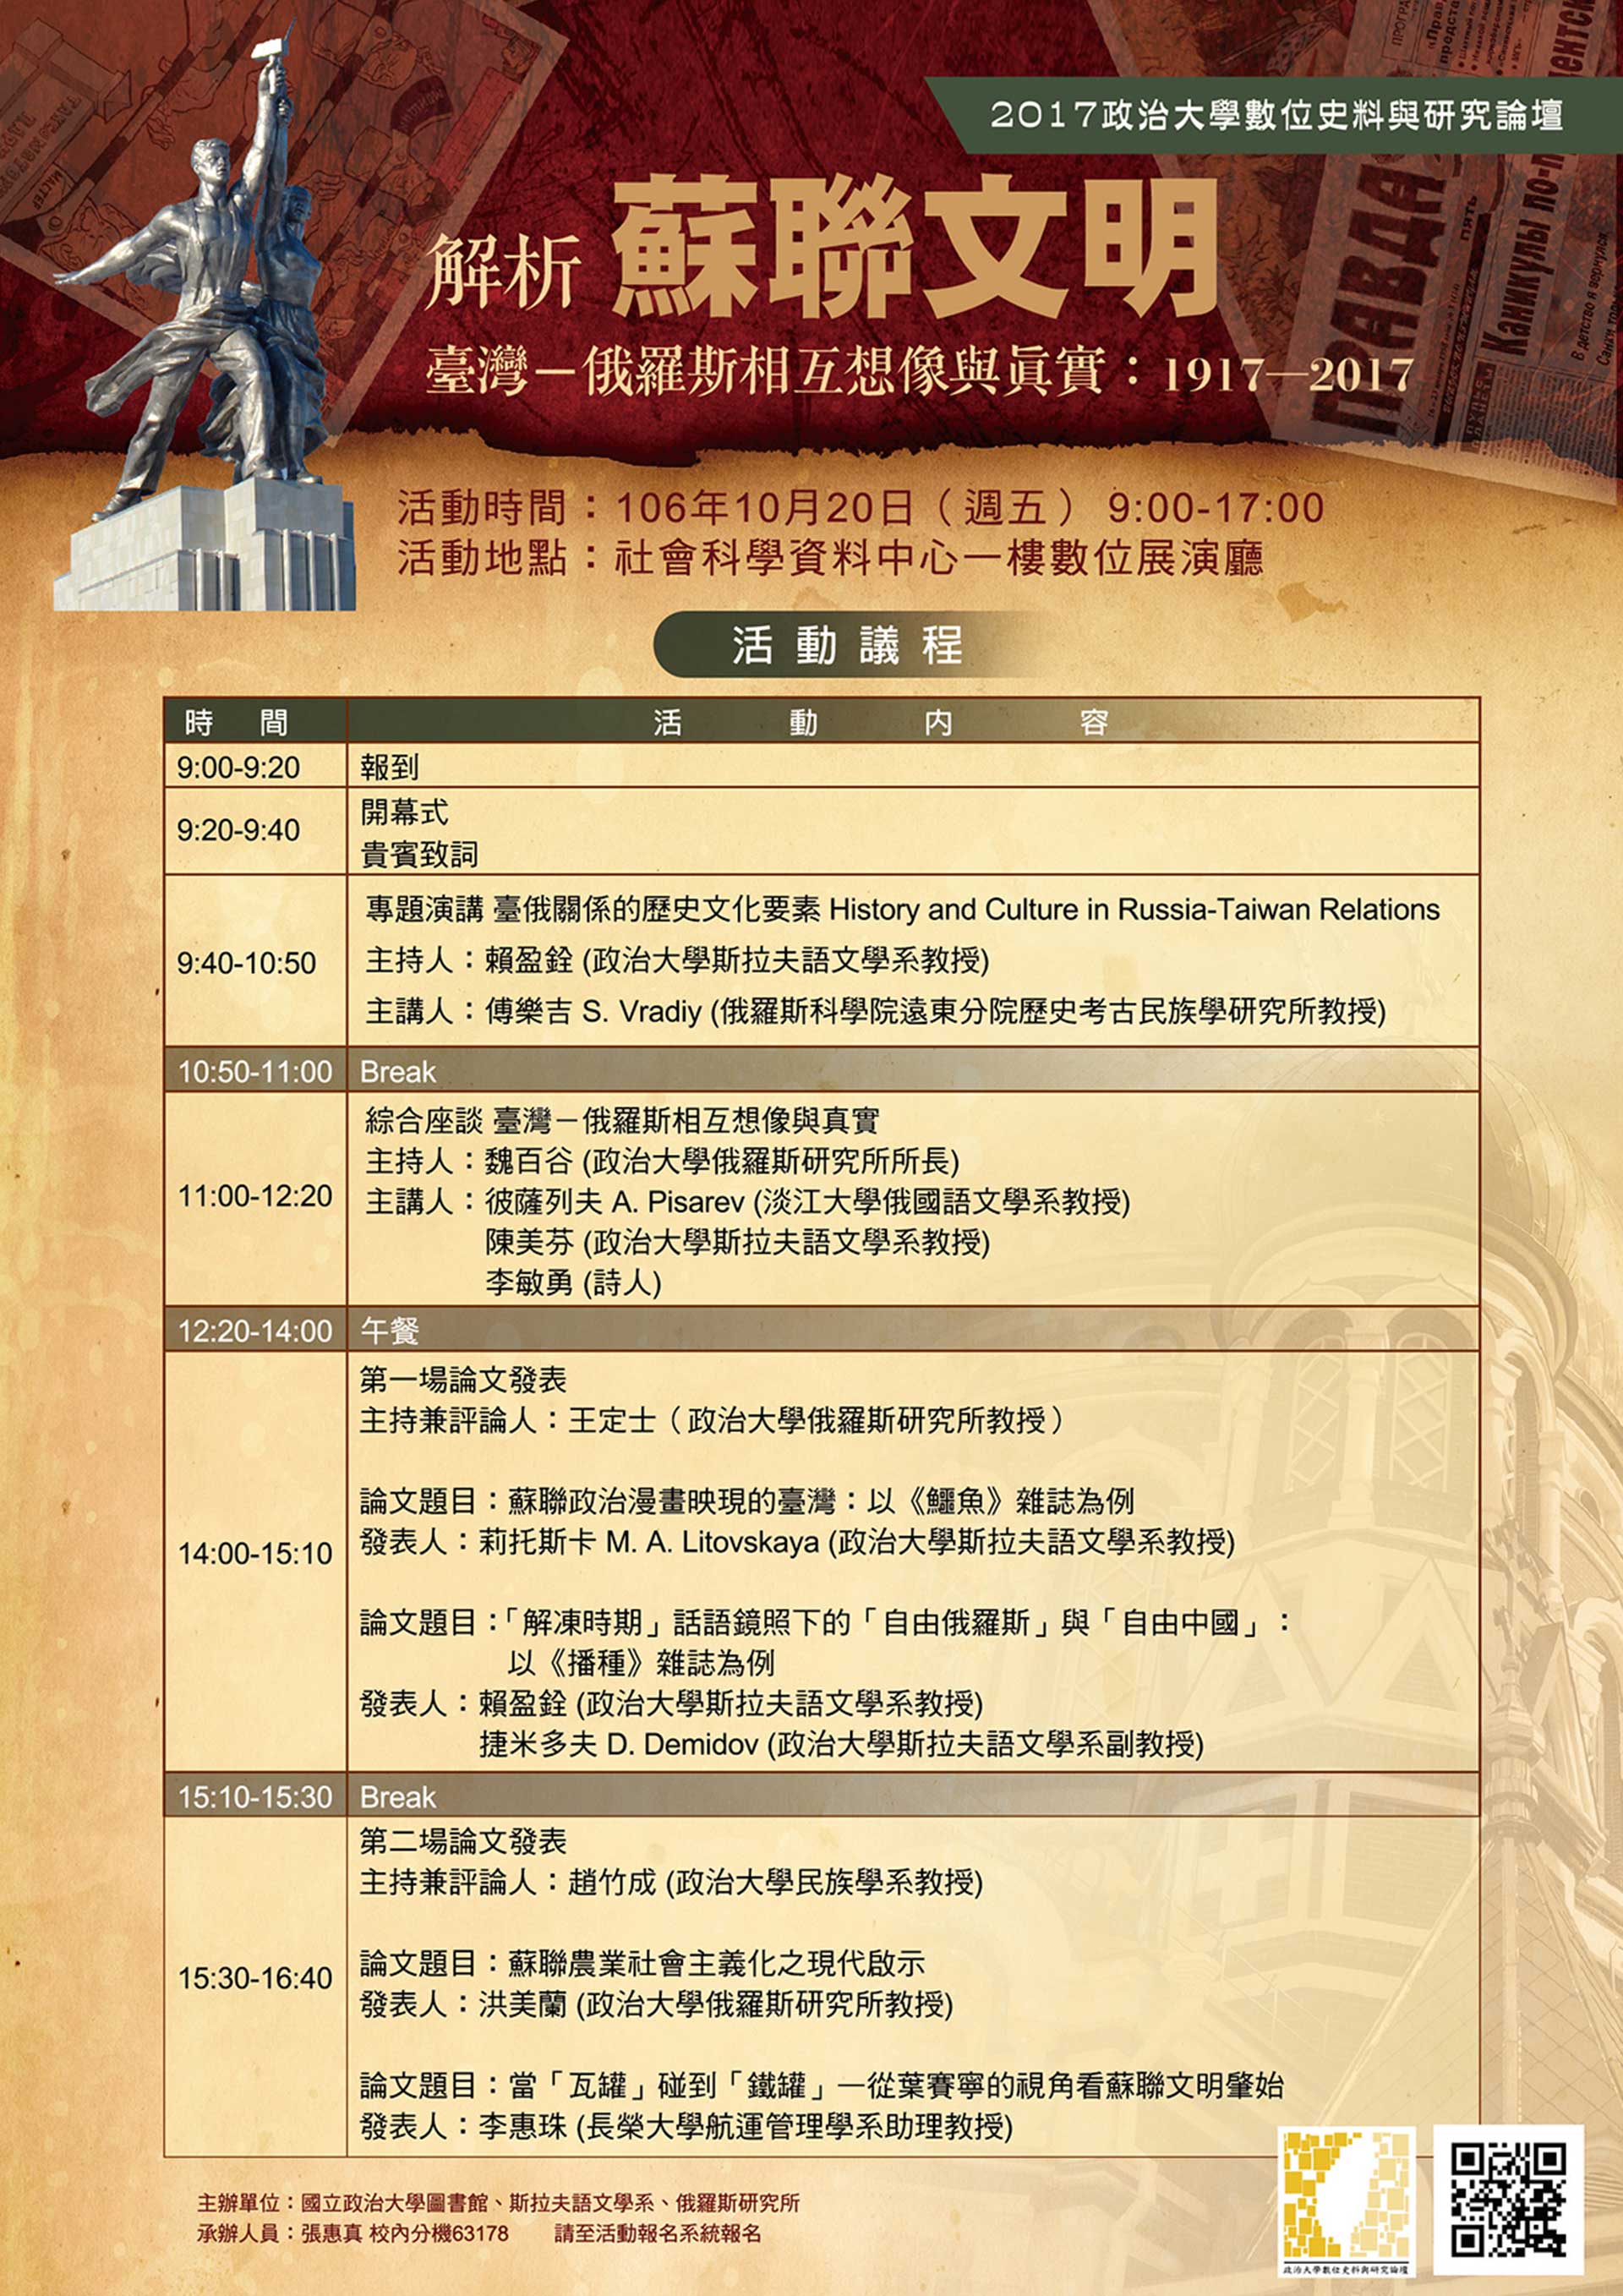 2017政治大學數位史料與研究論壇
解析 蘇聯文明
臺灣－俄羅斯相互想像與真實：1917—2017
ПРАВДА
Каникулы по-п
В детство я вернулся
活動時間：106年10月20日（週五） 9:00-17:00
活動地點：社會科學資料中心一樓數位展演廳
活動議程
時間 活動內容
9:00-9:20 報到
9:20-9:40 開幕式
貴賓致詞
專題演講 臺俄關係的歷史文化要素 History and Culture in Russia-Taiwan Relations
9:40-10:50 主持人：賴盈銓 (政治大學斯拉夫語文學系教授)
主講人：傅樂吉 S. Vradiy (俄羅斯科學院遠東分院歷史考古民族學研究所教授)
10:50-11:00 Break
綜合座談 臺灣－俄羅斯相互想像與真實
主持人：魏百谷 (政治大學俄羅斯研究所所長)
11:00-12:20 主講人：彼薩列夫 A. Pisarev (淡江大學俄國語文學系教授)
陳美芬 (政治大學斯拉夫語文學系教授)
李敏勇 (詩人)
12:20-14:00 午餐
第一場論文發表
主持兼評論人：王定士（政治大學俄羅斯研究所教授）
論文題目：蘇聯政治漫畫映現的臺灣：以《鱷魚》雜誌為例
14:00-15:10 發表人：莉托斯卡 M. A. Litovskaya (政治大學斯拉夫語文學系教授)
論文題目：「解凍時期」話語鏡照下的「自由俄羅斯」與「自由中國」：
以《播種》雜誌為例
發表人：賴盈銓 (政治大學斯拉夫語文學系教授)
捷米多夫 D. Demidov (政治大學斯拉夫語文學系副教授)
15:10-15:30 Break
第二場論文發表
主持兼評論人：趙竹成 (政治大學民族學系教授)
論文題目：蘇聯農業社會主義化之現代啟示
15:30-16:40 發表人：洪美蘭 (政治大學俄羅斯研究所教授)
論文題目：當「瓦罐」碰到「鐵罐」—從葉賽寧的視角看蘇聯文明肇始
發表人：李惠珠 (長榮大學航運管理學系助理教授)
主辦單位：國立政治大學圖書館、斯拉夫語文學系、俄羅斯研究所
承辦人員：張惠真 校內分機63178 請至活動報名系統報名
政治大學數位史料與研究論壇